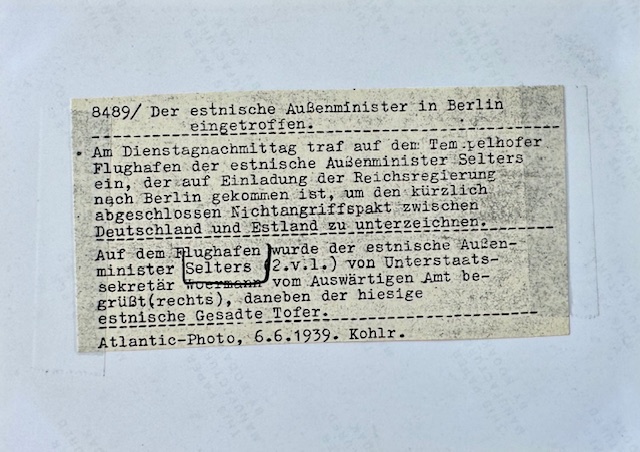 8489/ Der estnische Außenminister in Berlin
eingetroffen.
Am Dienstagnachmittag traf auf dem Tempelhofer
Flughafen der estnische Außenminister Selters
ein, der auf Einladung der Reichsregierung
nach Berlin gekommen ist, um den kürzlich
abgeschlossen Nichtangriffspakt zwischen
Deutschland und Estland zu unterzeichnen.
Auf dem Flughafen wurde der estnische Außen-
minister Selters (2.v.l.) von Unterstaats-
sekretär Woermann vom Auswärtigen Amt be-
grüßt(rechts), daneben der hiesige
estnische Gesadte Tofer.
Atlantic-Photo, 6.6.1939. Kohlr.